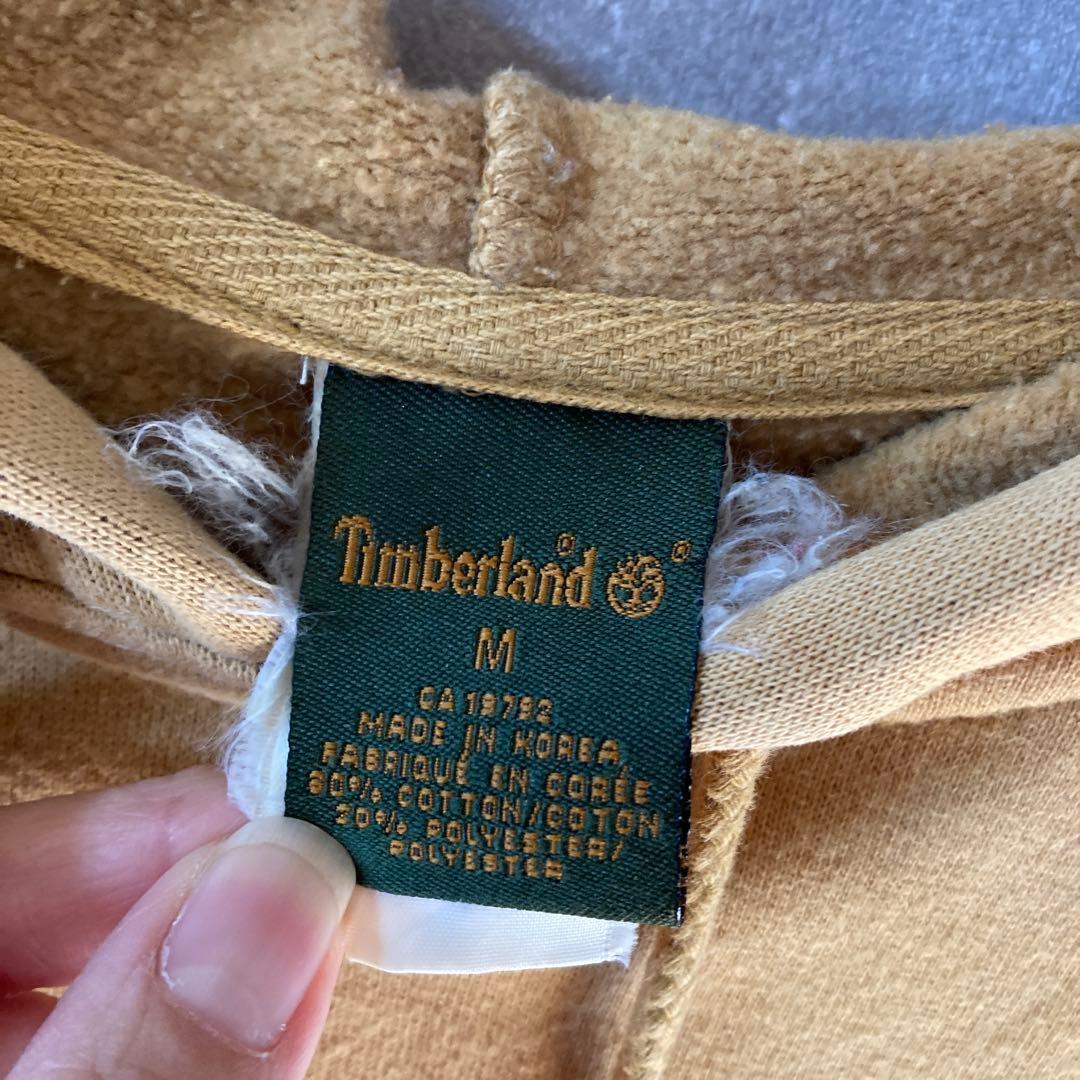 Timberland® ®
M
CA 19792
MADE IN KOREA
FABRIQUÉ EN CORÉE
80% COTTON/COTON
20% POLYESTER/
POLYESTER